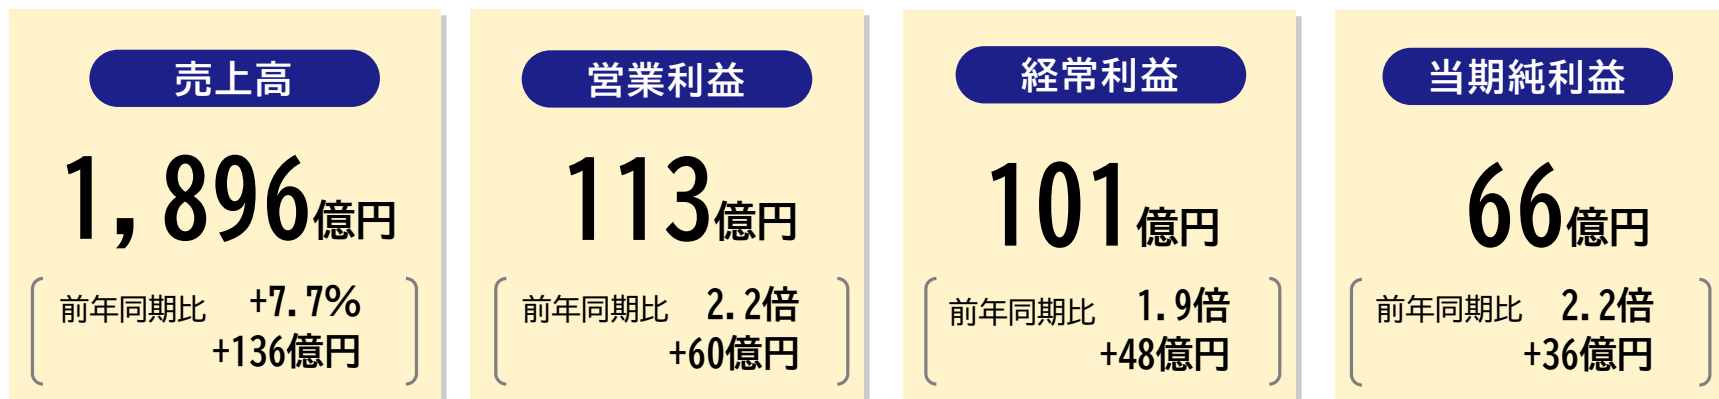 売上高
1,896億円
前年同期比 +7.7%
+136億円
営業利益
113億円
前年同期比 2.2倍
+60億円
経常利益
101億円
前年同期比 1.9倍
+48億円
当期純利益
66億円
前年同期比 2.2倍
+36億円